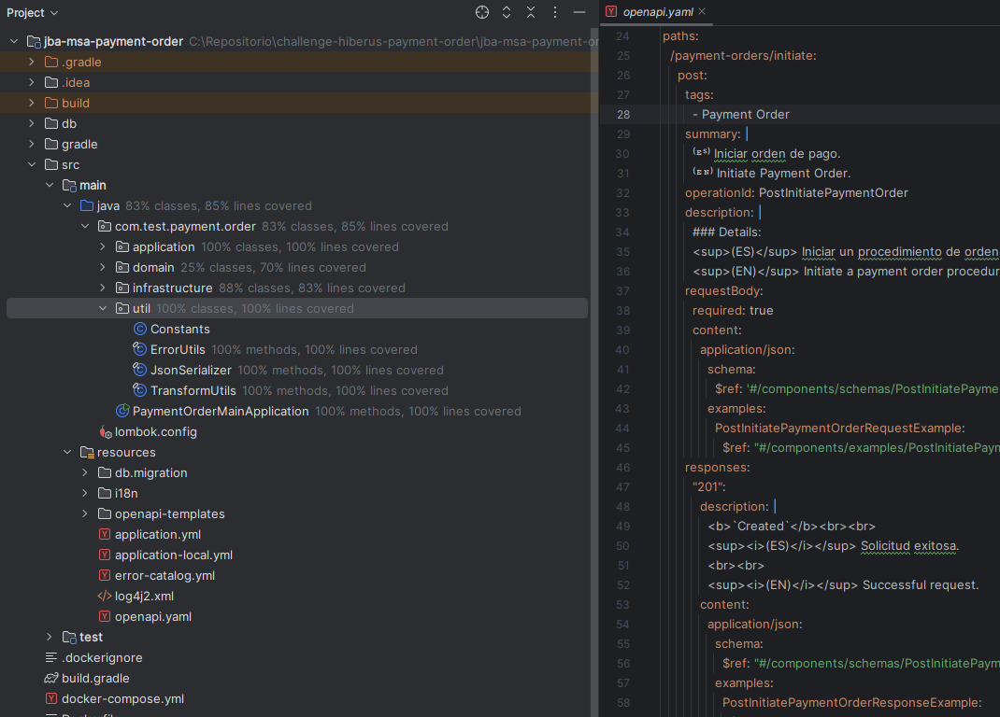 Project
jba-msa-payment-order C:\Repositorio\challenge-hiberus-payment-order\jba-msa-payment-or
.gradle
.idea
build
db
gradle
src
main
java 83% classes, 85% lines covered
com.test.payment.order 83% classes, 85% lines covered
application 100% classes, 100% lines covered
domain 25% classes, 70% lines covered
infrastructure 88% classes, 83% lines covered
util 100% classes, 100% lines covered
Constants
ErrorUtils 100% methods, 100% lines covered
JsonSerializer 100% methods, 100% lines covered
TransformUtils 100% methods, 100% lines covered
PaymentOrderMainApplication 100% methods, 100% lines covered
lombok.config
resources
db.migration
i18n
openapi-templates
application.yml
application-local.yml
error-catalog.yml
log4j2.xml
openapi.yaml
test
.dockerignore
build.gradle
docker-compose.yml
openapi.yaml
24 paths:
25 /payment-orders/initiate:
26 post:
27 tags:
28 - Payment Order
29 summary: |
30 ⁽ᴱˢ⁾ Iniciar orden de pago.
31 ⁽ᴱᴺ⁾ Initiate Payment Order.
32 operationId: PostInitiatePaymentOrder
33 description: |
34 ### Details:
35 <sup>(ES)</sup> Iniciar un procedimiento de orden
36 <sup>(EN)</sup> Initiate a payment order procedur
37 requestBody:
38 required: true
39 content:
40 application/json:
41 schema:
42 $ref: '#/components/schemas/PostInitiatePayme
43 examples:
44 PostInitiatePaymentOrderRequestExample:
45 $ref: "#/components/examples/PostInitiatePaym
46 responses:
47 "201":
48 description: |
49 <b>`Created`</b><br><br>
50 <sup><i>(ES)</i></sup> Solicitud exitosa.
51 <br><br>
52 <sup><i>(EN)</i></sup> Successful request.
53 content:
54 application/json:
55 schema:
56 $ref: "#/components/schemas/PostInitiatePaym
57 examples:
58 PostInitiatePaymentOrderResponseExample: